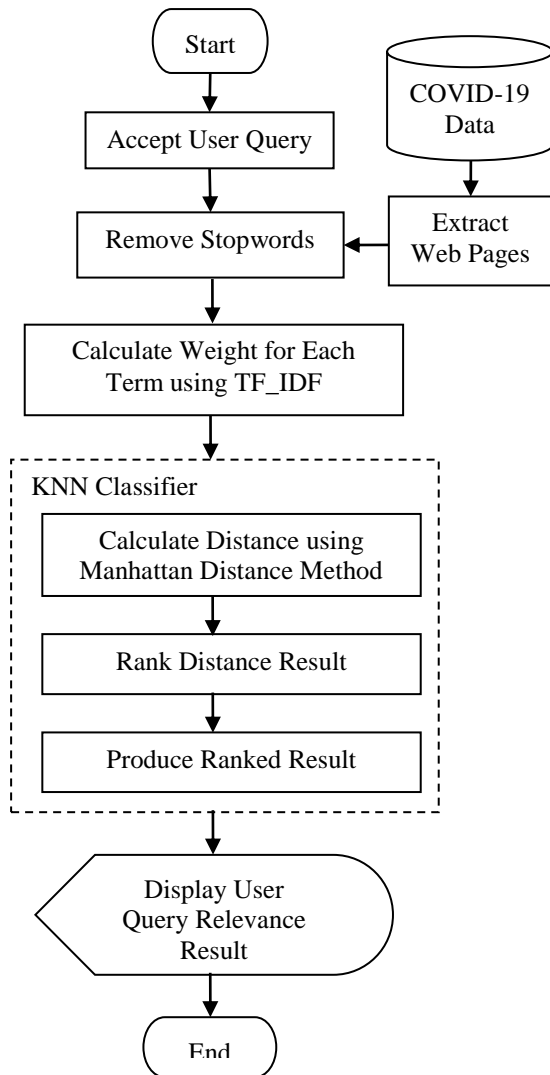 Start
COVID-19
Data
Accept User Query
Extract
Web Pages
Remove Stopwords
Calculate Weight for Each
Term using TF_IDF
KNN Classifier
Calculate Distance using
Manhattan Distance Method
Rank Distance Result
Produce Ranked Result
Display User
Query Relevance
Result
End